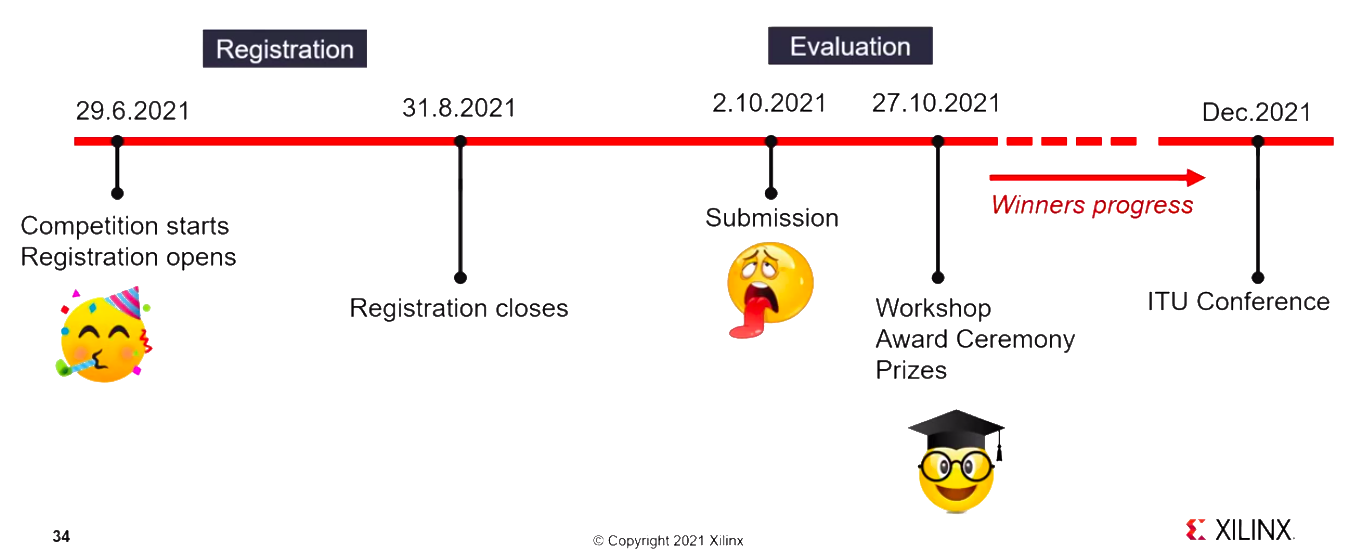 Registration
Evaluation
29.6.2021
31.8.2021
2.10.2021
27.10.2021
Dec.2021
Winners progress
Submission
Competition starts
Registration opens
Registration closes
Workshop
Award Ceremony
Prizes
ITU Conference
34
© Copyright 2021 Xilinx
XILINX.